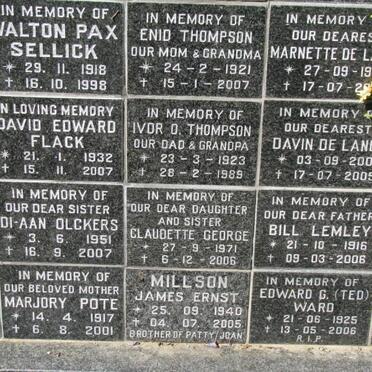 WALTON PAX
SELLICK
* 29. 11. 1918
+ 16. 10. 1998
IN MEMORY OF
ENID THOMPSON
OUR MOM & GRANDMA
* 24-2-1921
+ 15-1-2007
IN MEMORY OF
OUR DEARES
MARNETTE DE L
* 27-09-19
+ 17-07-20
IN LOVING MEMORY
DAVID EDWARD
FLACK
* 21. 1. 1932
+ 15. 11. 2007
IN MEMORY OF
IVOR O. THOMPSON
OUR DAD & GRANDPA
* 23-3-1923
+ 28-2-1989
IN MEMORY OF
OUR DEAREST
DAVIN DE LAN
* 03-09-200
+ 17-07-2005
IN MEMORY OF
OUR DEAR SISTER
DI-AAN OLCKERS
* 3. 6. 1951
+ 16. 9. 2007
IN MEMORY OF
OUR DEAR DAUGHTER
AND SISTER
CLAUDETTE GEORGE
* 27-9-1971
+ 6-12-2006
IN MEMORY OF
OUR DEAR FATHER
BILL LEMLEY
* 21-10-1916
+ 09-03-2006
IN MEMORY OF
OUR BELOVED MOTHER
MARJORY POTE
* 14. 4. 1917
+ 6. 8. 2001
MILLSON
JAMES ERNST
* 25. 09. 1940
+ 04. 07. 2005
BROTHER OF PATTY/JOAN
IN MEMORY OF
EDWARD G. (TED)
WARD
* 21-06-1925
+ 13-05-2006
R.I.P.